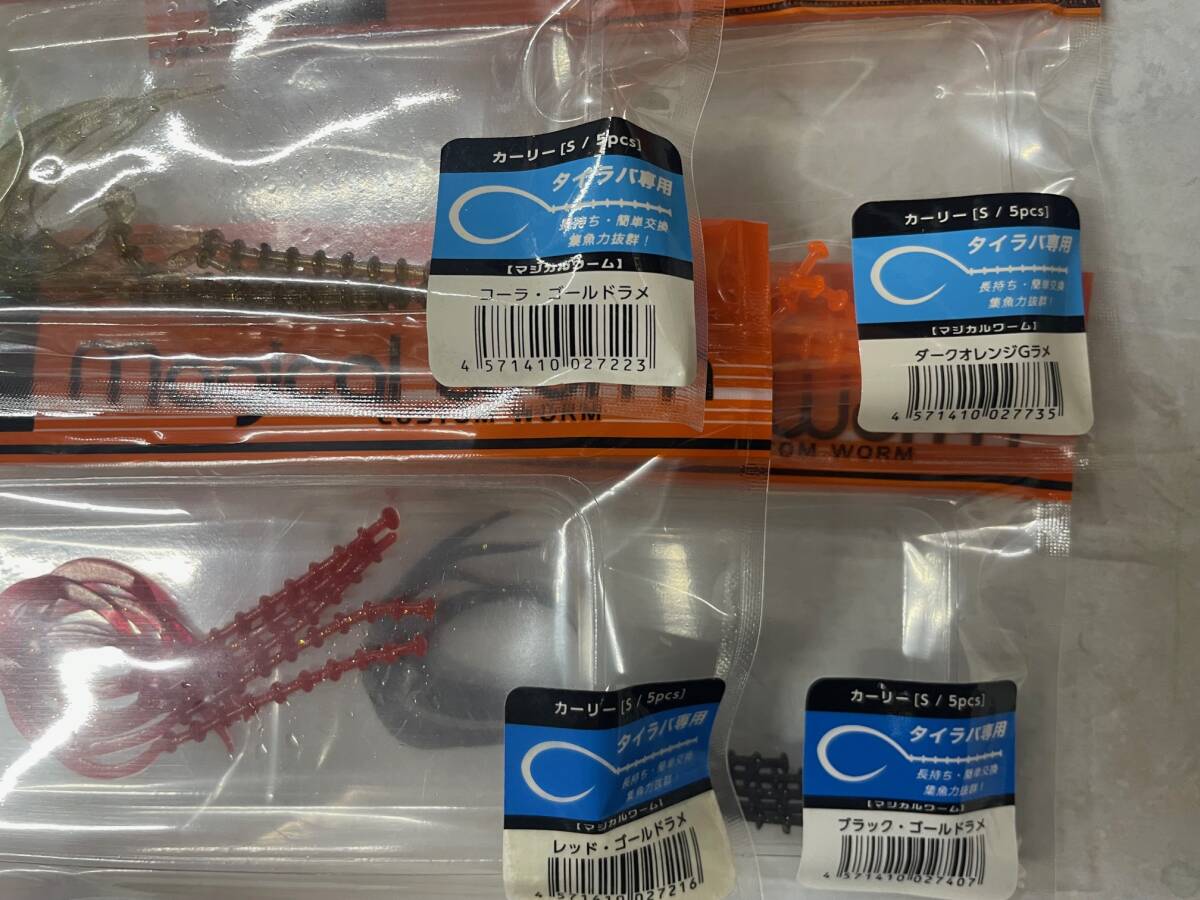 カーリー [S / 5pcs]
タイラバ専用
長持ち・簡単交換
集魚力抜群!
【マジカルワーム】
コーラ・ゴールドラメ
4 571410 027223
カーリー [S / 5pcs]
タイラバ専用
長持ち・簡単交換
集魚力抜群!
【マジカルワーム】
ダークオレンジGラメ
4 571410 027735
Magical
CUSTOM WORM
worm
OM WORM
カーリー [S / 5pcs]
タイラバ専用
長持ち・簡単交換
集魚力抜群!
【マジカルワーム】
レッド・ゴールドラメ
4 571410 027216
カーリー [S / 5pcs]
タイラバ専用
長持ち・簡単交換
集魚力抜群!
【マジカルワーム】
ブラック・ゴールドラメ
4 571410 027407